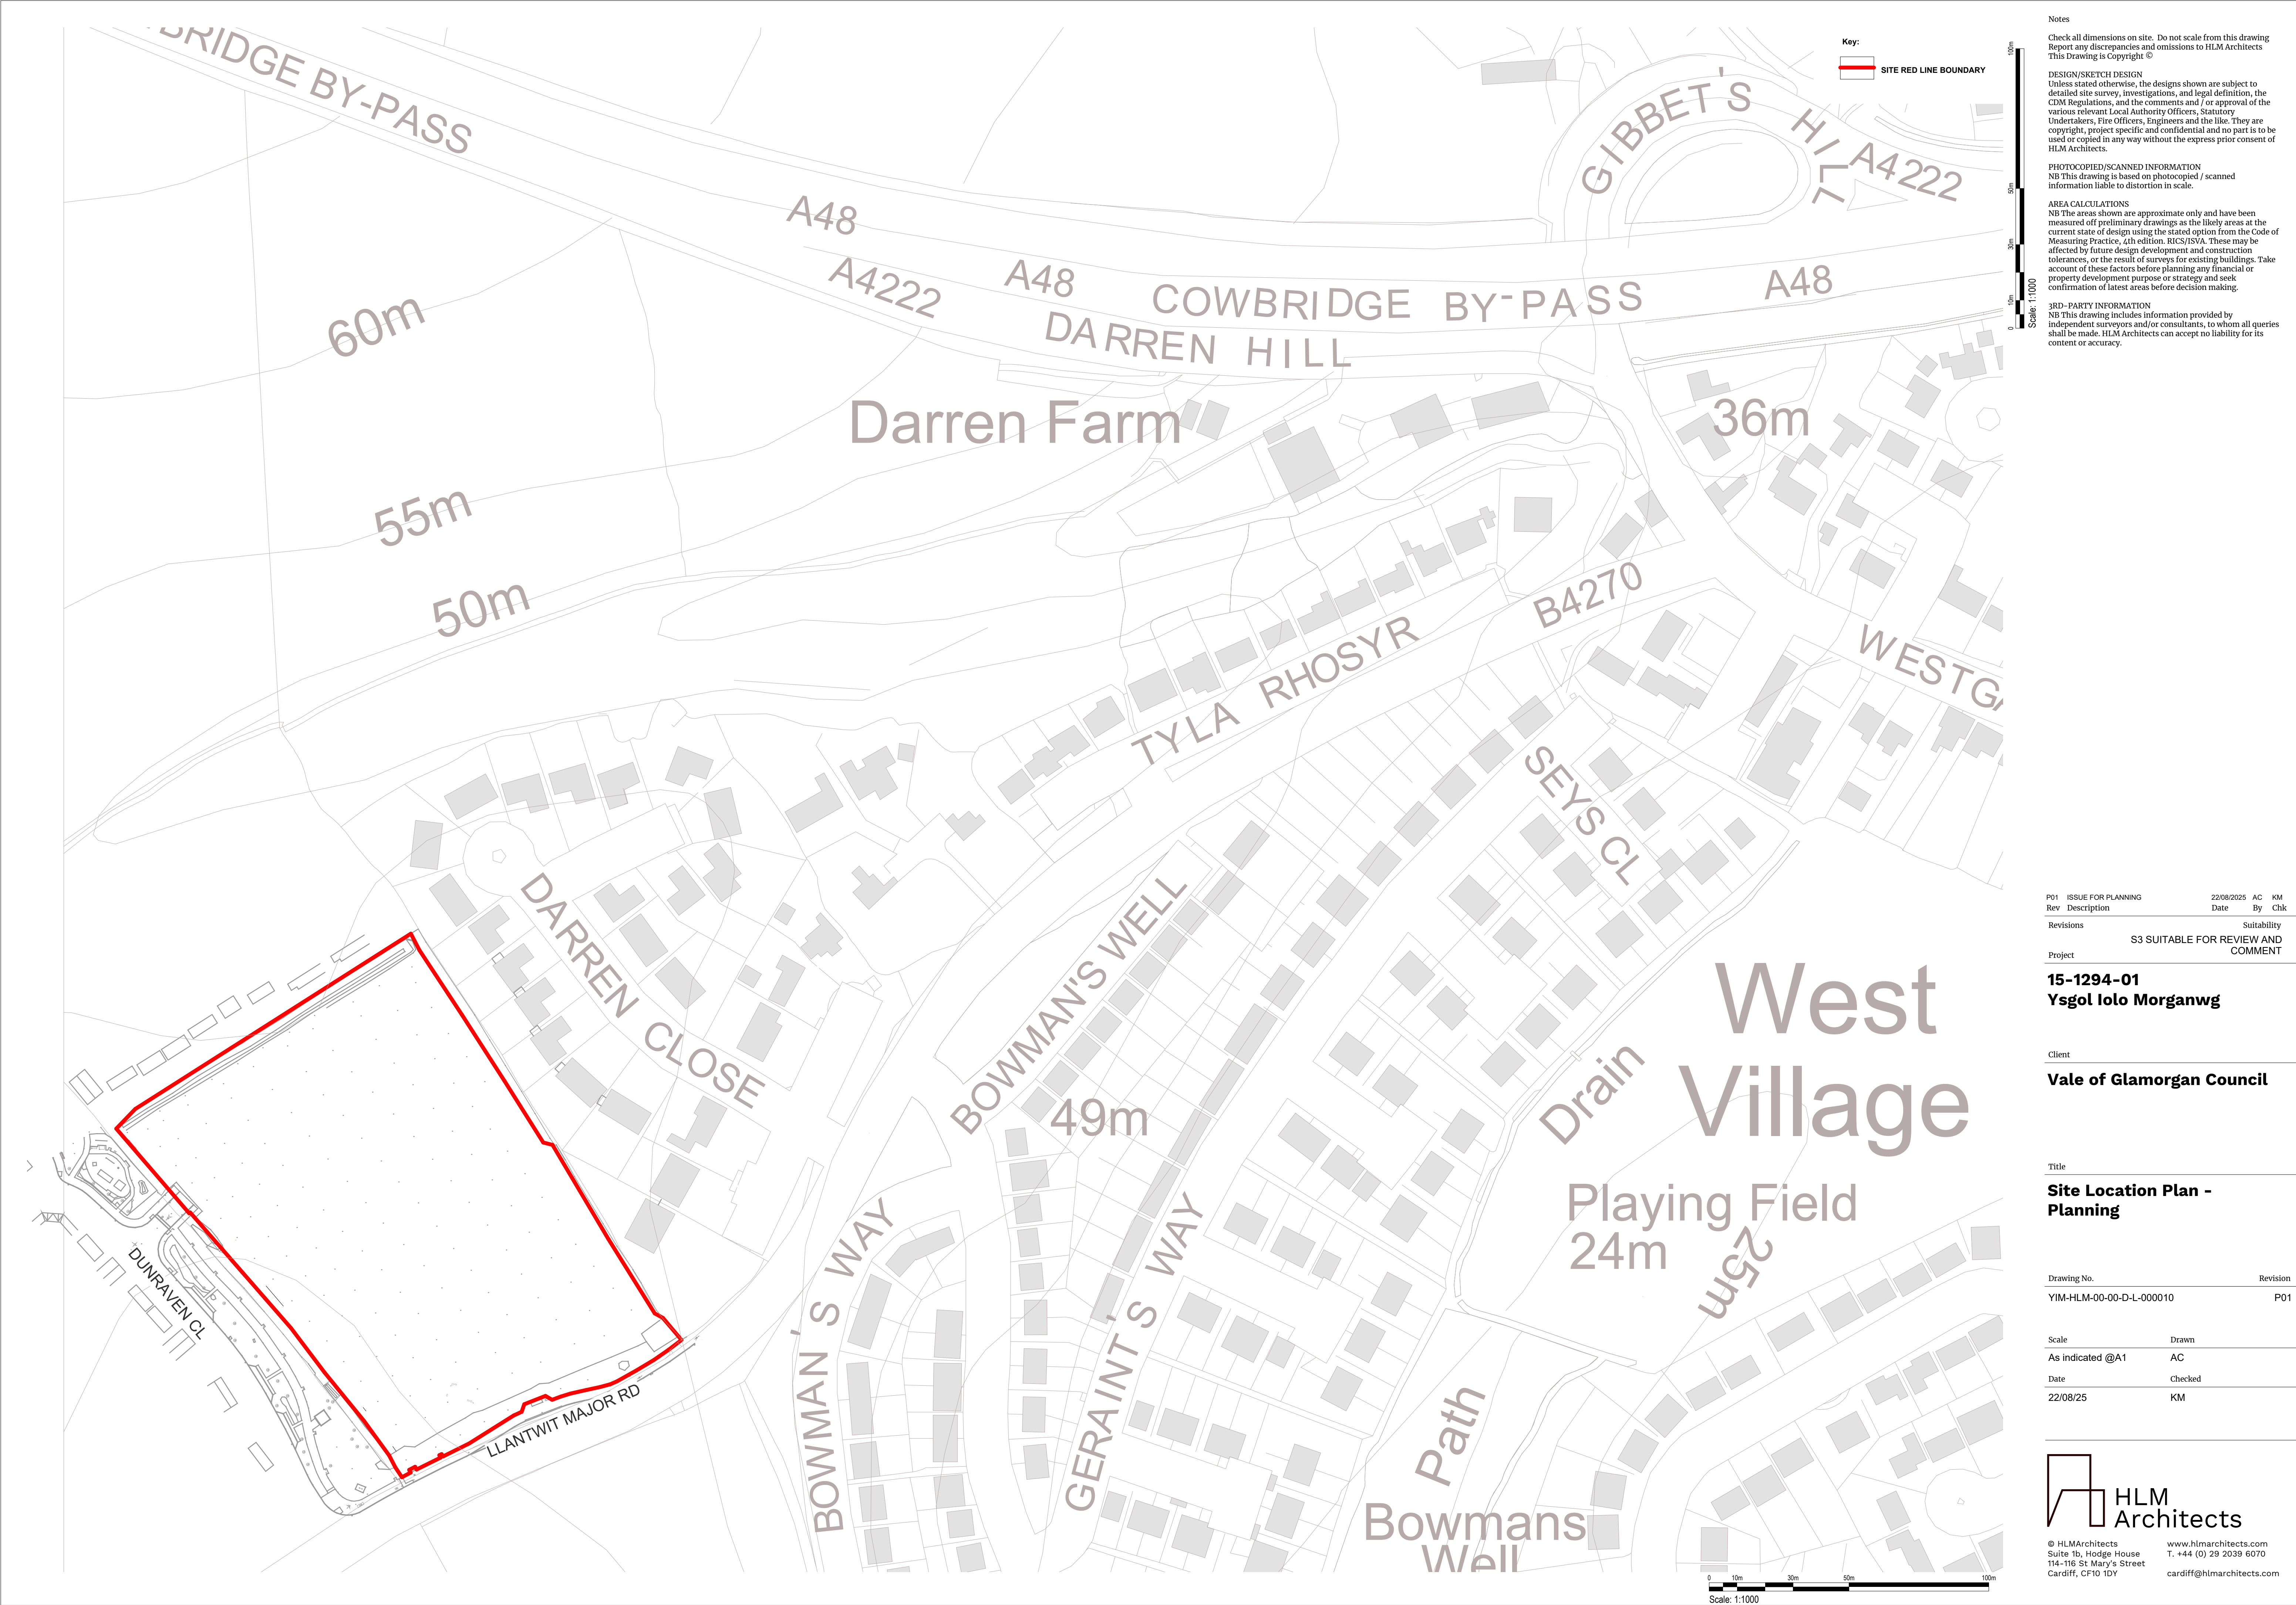 BRIDGE BY-PASS
A48
A4222
A48
COWBRIDGE BY-PASS
A48
DARREN HILL
GIBBET'S HILL
A4222
60m
55m
50m
Darren Farm
36m
B4270
TYLA RHOSYR
WESTGA
SEYS CL
DARREN CLOSE
BOWMAN'S WELL
49m
West
Village
Drain
Playing Field
24m
25m
BOWMAN'S WAY
GERAINT'S WAY
Path
Bowmans
Well
DUNRAVEN CL
LLANTWIT MAJOR RD
Key:
SITE RED LINE BOUNDARY
0 10m 30m 50m 100m
Scale: 1:1000
0 10m 30m 50m 100m
Scale: 1:1000
Notes
Check all dimensions on site. Do not scale from this drawing
Report any discrepancies and omissions to HLM Architects
This Drawing is Copyright ©
DESIGN/SKETCH DESIGN
Unless stated otherwise, the designs shown are subject to
detailed site survey, investigations, and legal definition, the
CDM Regulations, and the comments and / or approval of the
various relevant Local Authority Officers, Statutory
Undertakers, Fire Officers, Engineers and the like. They are
copyright, project specific and confidential and no part is to be
used or copied in any way without the express prior consent of
HLM Architects.
PHOTOCOPIED/SCANNED INFORMATION
NB This drawing is based on photocopied / scanned
information liable to distortion in scale.
AREA CALCULATIONS
NB The areas shown are approximate only and have been
measured off preliminary drawings as the likely areas at the
current state of design using the stated option from the Code of
Measuring Practice, 4th edition. RICS/ISVA. These may be
affected by future design development and construction
tolerances, or the result of surveys for existing buildings. Take
account of these factors before planning any financial or
property development purpose or strategy and seek
confirmation of latest areas before decision making.
3RD-PARTY INFORMATION
NB This drawing includes information provided by
independent surveyors and/or consultants, to whom all queries
shall be made. HLM Architects can accept no liability for its
content or accuracy.
P01 ISSUE FOR PLANNING 22/08/2025 AC KM
Rev Description Date By Chk
Revisions Suitability
S3 SUITABLE FOR REVIEW AND
COMMENT
Project
15-1294-01
Ysgol Iolo Morganwg
Client
Vale of Glamorgan Council
Title
Site Location Plan -
Planning
Drawing No. Revision
YIM-HLM-00-00-D-L-000010 P01
Scale Drawn
As indicated @A1 AC
Date Checked
22/08/25 KM
HLM
Architects
© HLMArchitects www.hlmarchitects.com
Suite 1b, Hodge House T. +44 (0) 29 2039 6070
114-116 St Mary's Street
Cardiff, CF10 1DY cardiff@hlmarchitects.com